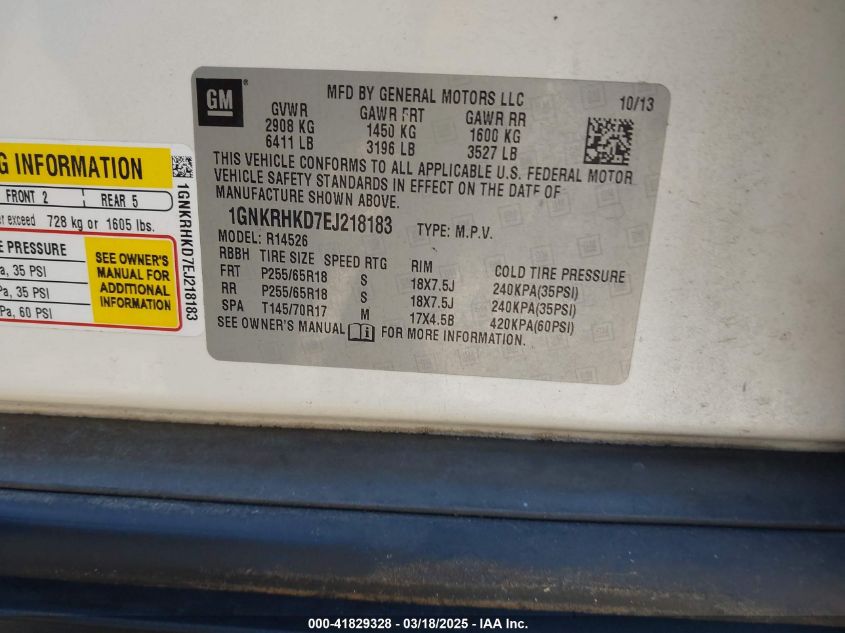 GM
®
MFD BY GENERAL MOTORS LLC
10/13
GVWR GAWR FRT GAWR RR
2908 KG 1450 KG 1600 KG
6411 LB 3196 LB 3527 LB
THIS VEHICLE CONFORMS TO ALL APPLICABLE U.S. FEDERAL MOTOR
VEHICLE SAFETY STANDARDS IN EFFECT ON THE DATE OF
MANUFACTURE SHOWN ABOVE.
1GNKRHKD7EJ218183 TYPE: M.P.V.
MODEL: R14526
RBBH TIRE SIZE SPEED RTG RIM COLD TIRE PRESSURE
FRT P255/65R18 S 18X7.5J 240KPA(35PSI)
RR P255/65R18 S 18X7.5J 240KPA(35PSI)
SPA T145/70R17 M 17X4.5B 420KPA(60PSI)
SEE OWNER'S MANUAL FOR MORE INFORMATION.
G INFORMATION
FRONT 2 REAR 5
exceed 728 kg or 1605 lbs.
PRESSURE
, 35 PSI
a, 35 PSI
Pa, 60 PSI
SEE OWNER'S
MANUAL FOR
ADDITIONAL
INFORMATION
1GNKRHKD7EJ218183
000-41829328 - 03/18/2025 - IAA Inc.